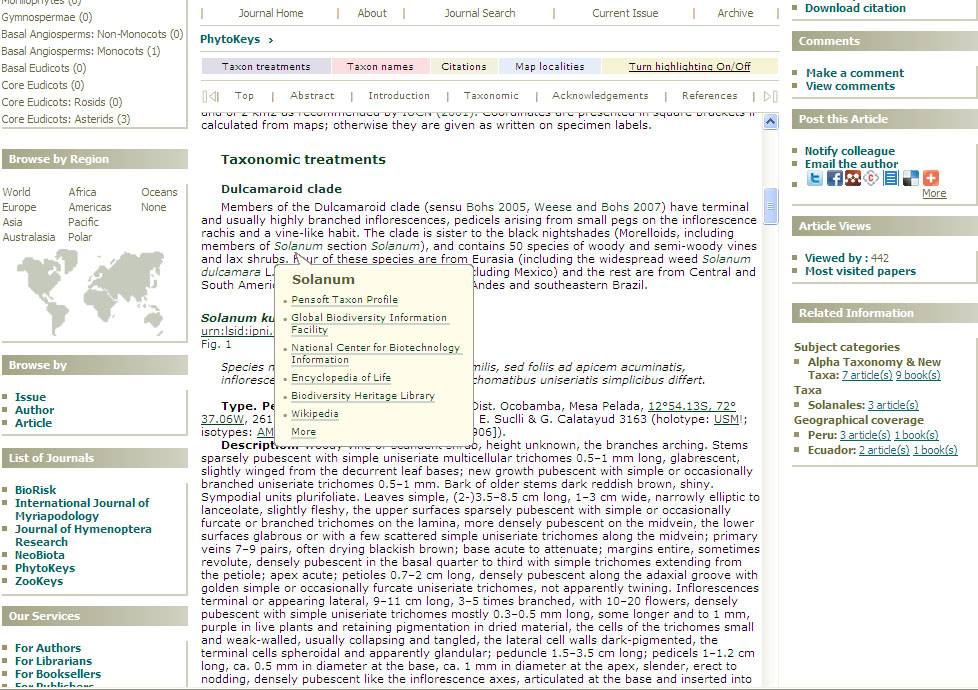 Monilophytes (0)
Gymnospermae (0)
Basal Angiosperms: Non-Monocots (0)
Basal Angiosperms: Monocots (1)
Basal Eudicots (0)
Core Eudicots (0)
Core Eudicots: Rosids (0)
Core Eudicots: Asterids (3)
Browse by Region
World Africa Oceans
Europe Americas None
Asia Pacific
Australasia Polar
Browse by
Issue
Author
Article
List of Journals
BioRisk
International Journal of
Myriapodology
Journal of Hymenoptera
Research
NeoBiota
PhytoKeys
ZooKeys
Our Services
For Authors
For Librarians
For Booksellers
For Publishers
| Journal Home | About | Journal Search | Current Issue | Archive |
PhytoKeys ›
Taxon treatments Taxon names Citations Map localities Turn highlighting On/Off
Top | Abstract | Introduction | Taxonomic | Acknowledgements | References |
and of 2 km2 as recommended by IUCN (2001). Coordinates are presented in square brackets if
calculated from maps; otherwise they are given as written on specimen labels.
Taxonomic treatments
Dulcamaroid clade
Members of the Dulcamaroid clade (sensu Bohs 2005, Weese and Bohs 2007) have terminal
and usually highly branched inflorescences, pedicels arising from small pegs on the inflorescence
rachis and a vine-like habit. The clade is sister to the black nightshades (Morelloids, including
members of Solanum section Solanum), and contains 50 species of woody and semi-woody vines
and lax shrubs. Four of these species are from Eurasia (including the widespread weed Solanum
dulcamara L. cluding Mexico) and the rest are from Central and
South Ameri Andes and southeastern Brazil.
Solanum
Pensoft Taxon Profile
Global Biodiversity Information
Facility
National Center for Biotechnology
Information
Encyclopedia of Life
Biodiversity Heritage Library
Wikipedia
More
Solanum ku
urn:lsid:ipni.
Fig. 1
Species n milis, sed foliis ad apicem acuminatis,
infloresce chomatibus uniseriatis simplicibus differt.
Type. Pe Dist. Ocobamba, Mesa Pelada, 12°54.13S, 72°
37.06W, 261 E. Suclli & G. Calatayud 3163 (holotype: USM!;
isotypes: AM 906]).
Description. Woody vine or scandent shrub, height unknown, the branches arching. Stems
sparsely pubescent with simple uniseriate multicellular trichomes 0.5–1 mm long, glabrescent,
slightly winged from the decurrent leaf bases; new growth pubescent with simple or occasionally
branched uniseriate trichomes 0.5–1 mm. Bark of older stems dark reddish brown, shiny.
Sympodial units plurifoliate. Leaves simple, (2-)3.5–8.5 cm long, 1–3 cm wide, narrowly elliptic to
lanceolate, slightly fleshy, the upper surfaces sparsely pubescent with simple or occasionally
furcate or branched trichomes on the lamina, more densely pubescent on the midvein, the lower
surfaces glabrous or with a few scattered simple uniseriate trichomes along the midvein; primary
veins 7–9 pairs, often drying blackish brown; base acute to attenuate; margins entire, sometimes
revolute, densely pubescent in the basal quarter to third with simple trichomes extending from
the petiole; apex acute; petioles 0.7–2 cm long, densely pubescent along the adaxial groove with
golden simple or occasionally furcate uniseriate trichomes, not apparently twining. Inflorescences
terminal or appearing lateral, 9–11 cm long, 3–5 times branched, with 10–20 flowers, densely
pubescent with simple uniseriate trichomes mostly 0.3–0.5 mm long, some longer and to 1 mm,
purple in live plants and retaining pigmentation in dried material, the cells of the trichomes small
and weak-walled, usually collapsing and tangled, the lateral cell walls dark-pigmented, the
terminal cells spheroidal and apparently glandular; peduncle 1.5–3.5 cm long; pedicels 1–1.2 cm
long, ca. 0.5 mm in diameter at the base, ca. 1 mm in diameter at the apex, slender, erect to
nodding, densely pubescent like the inflorescence axes, articulated at the base and inserted into
Download citation
Comments
Make a comment
View comments
Post this Article
Notify colleague
Email the author
More
Article Views
Viewed by : 442
Most visited papers
Related Information
Subject categories
Alpha Taxonomy & New
Taxa: 7 article(s) 9 book(s)
Taxa
Solanales: 3 article(s)
Geographical coverage
Peru: 3 article(s) 1 book(s)
Ecuador: 2 article(s) 1 book(s)